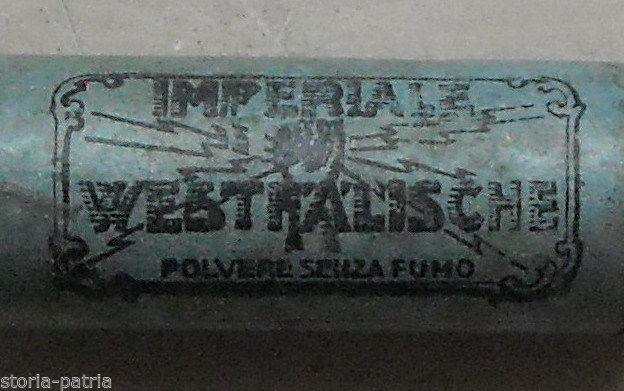 IMPERIALE
WESTFALISCHE
POLVERE SENZA FUMO
storia-patria